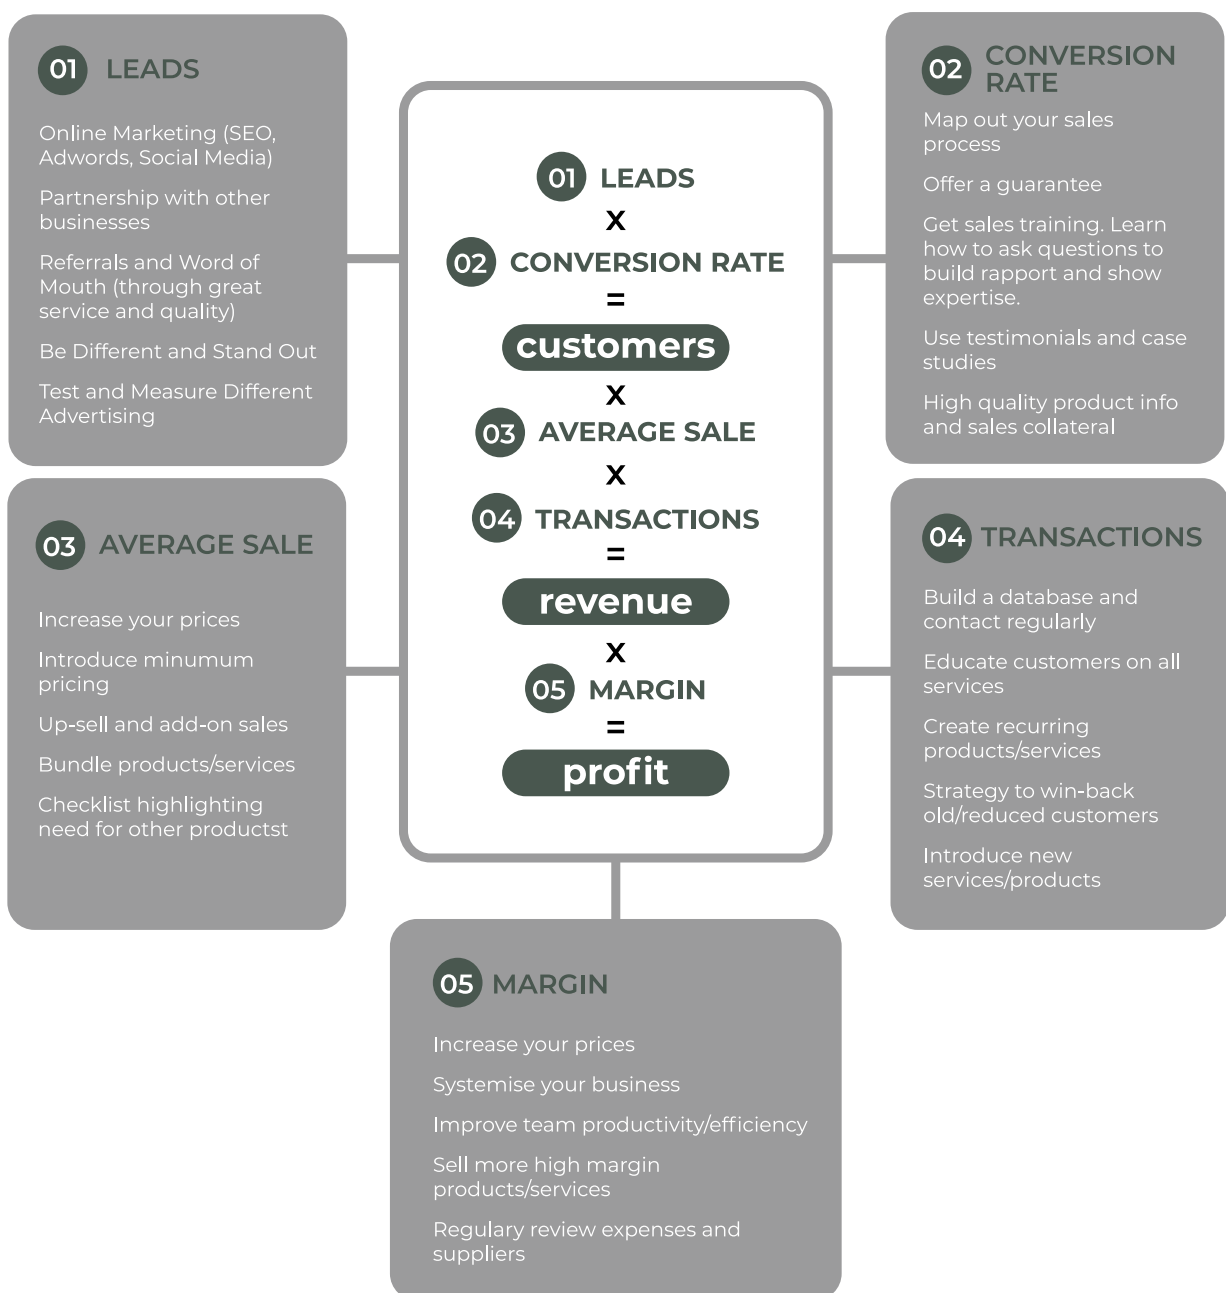 01 LEADS
Online Marketing (SEO,
Adwords, Social Media)
Partnership with other
businesses
Referrals and Word of
Mouth (through great
service and quality)
Be Different and Stand Out
Test and Measure Different
Advertising
01 LEADS
x
02 CONVERSION RATE
=
customers
x
03 AVERAGE SALE
x
04 TRANSACTIONS
=
revenue
x
05 MARGIN
=
profit
02 CONVERSION
RATE
Map out your sales
process
Offer a guarantee
Get sales training. Learn
how to ask questions to
build rapport and show
expertise.
Use testimonials and case
studies
High quality product info
and sales collateral
03 AVERAGE SALE
Increase your prices
Introduce minumum
pricing
Up-sell and add-on sales
Bundle products/services
Checklist highlighting
need for other productst
04 TRANSACTIONS
Build a database and
contact regularly
Educate customers on all
services
Create recurring
products/services
Strategy to win-back
old/reduced customers
Introduce new
services/products
05 MARGIN
Increase your prices
Systemise your business
Improve team productivity/efficiency
Sell more high margin
products/services
Regulary review expenses and
suppliers